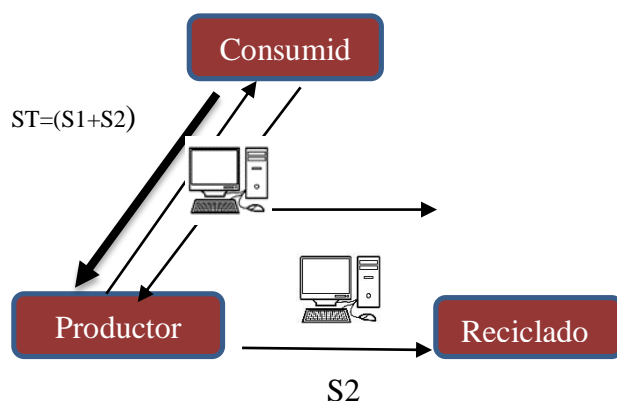 Consumid
ST=(S1+S2)
Productor
Reciclado
S2